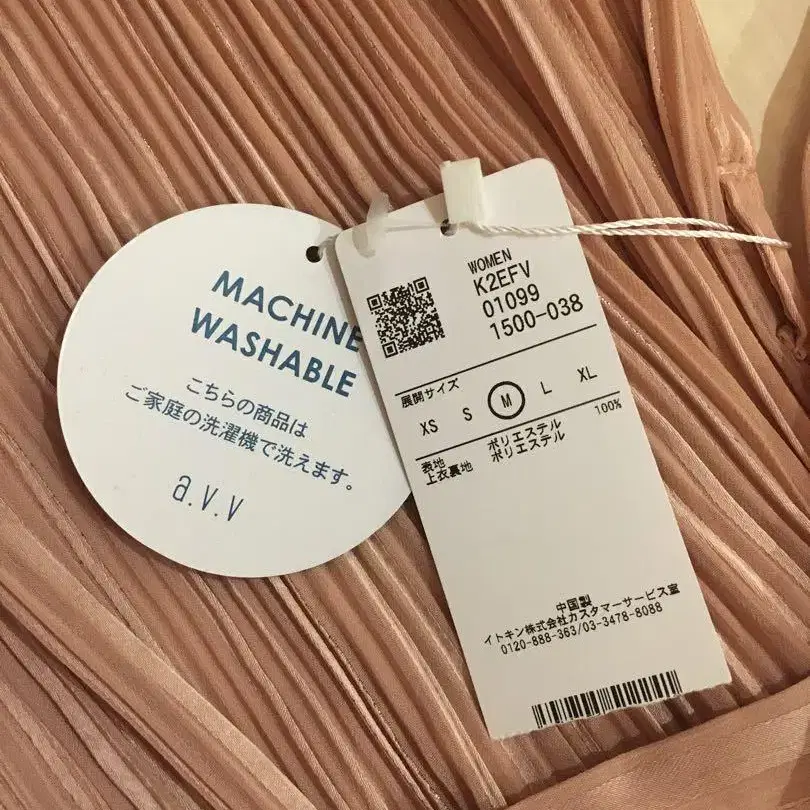 MACHINE
WASHABLE
こちらの商品は
ご家庭の洗濯機で洗えます。
a.v.v
WOMEN
K2EFV
01099
1500-038
展開サイズ
XS S M L XL
100%
表地 ポリエステル
上衣裏地 ポリエステル
中国製
イトキン株式会社カスタマーサービス室
0120-888-363/03-3478-8088